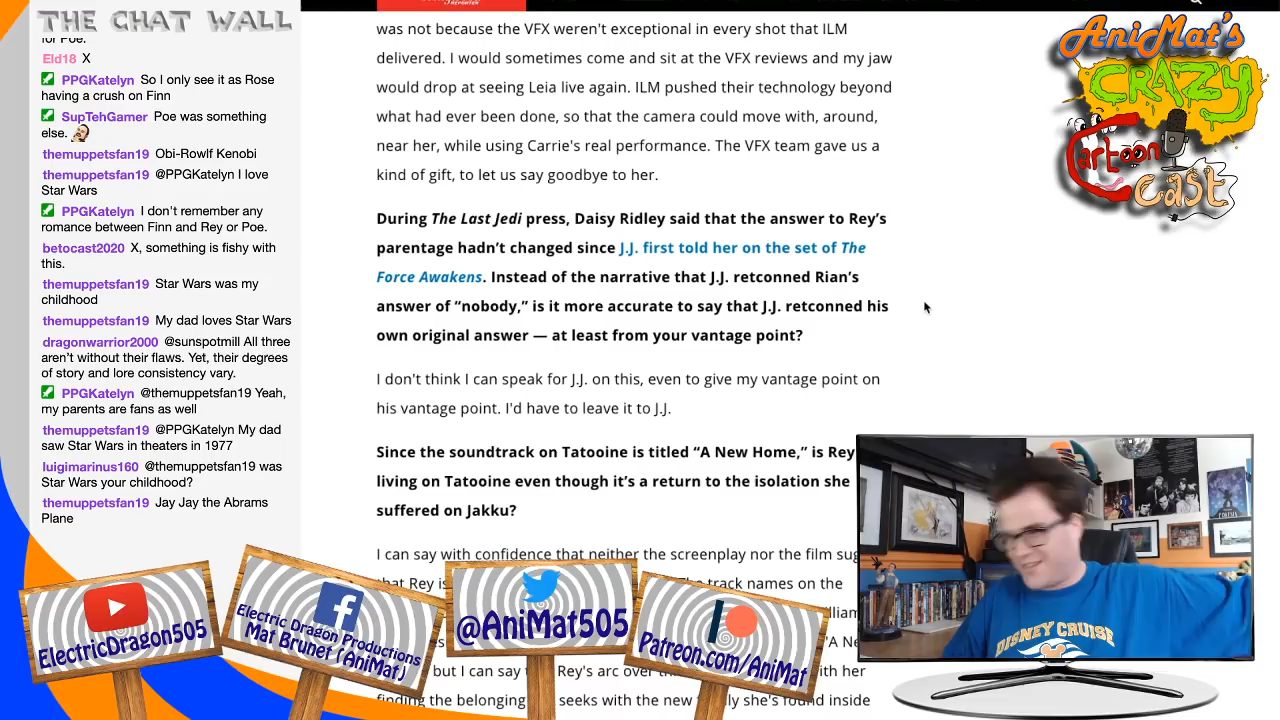 THE CHAT WALL
for Poe.
Eld18 X
PPGKatelyn So I only see it as Rose
having a crush on Finn
SupTehGamer Poe was something
else.
themuppetsfan19 Obi-Rowlf Kenobi
themuppetsfan19 @PPGKatelyn I love
Star Wars
PPGKatelyn I don't remember any
romance between Finn and Rey or Poe.
betocast2020 X, something is fishy with
this.
themuppetsfan19 Star Wars was my
childhood
themuppetsfan19 My dad loves Star Wars
dragonwarrior2000 @sunspotmill All three
aren't without their flaws. Yet, their degrees
of story and lore consistency vary.
PPGKatelyn @themuppetsfan19 Yeah,
my parents are fans as well
themuppetsfan19 @PPGKatelyn My dad
saw Star Wars in theaters in 1977
luigimarinus160 @themuppetsfan19 was
Star Wars your childhood?
themuppetsfan19 Jay Jay the Abrams
Plane
was not because the VFX weren't exceptional in every shot that ILM
delivered. I would sometimes come and sit at the VFX reviews and my jaw
would drop at seeing Leia live again. ILM pushed their technology beyond
what had ever been done, so that the camera could move with, around,
near her, while using Carrie's real performance. The VFX team gave us a
kind of gift, to let us say goodbye to her.
During The Last Jedi press, Daisy Ridley said that the answer to Rey's
parentage hadn't changed since J.J. first told her on the set of The
Force Awakens. Instead of the narrative that J.J. retconned Rian's
answer of "nobody," is it more accurate to say that J.J. retconned his
own original answer — at least from your vantage point?
I don't think I can speak for J.J. on this, even to give my vantage point on
his vantage point. I'd have to leave it to J.J.
Since the soundtrack on Tatooine is titled "A New Home," is Rey
living on Tatooine even though it's a return to the isolation she
suffered on Jakku?
I can say with confidence that neither the screenplay nor the film
that Rey is The track names on the
but I can say Rey's arc over
finding the belonging seeks with the new she's found inside
AniMat's
CRAZY
Cartoon
Cast
DISNEY CRUISE
ElectricDragon505
Electric Dragon Productions
Mat Brunet (AniMat)
@AniMat505
Patreon.com/AniMat